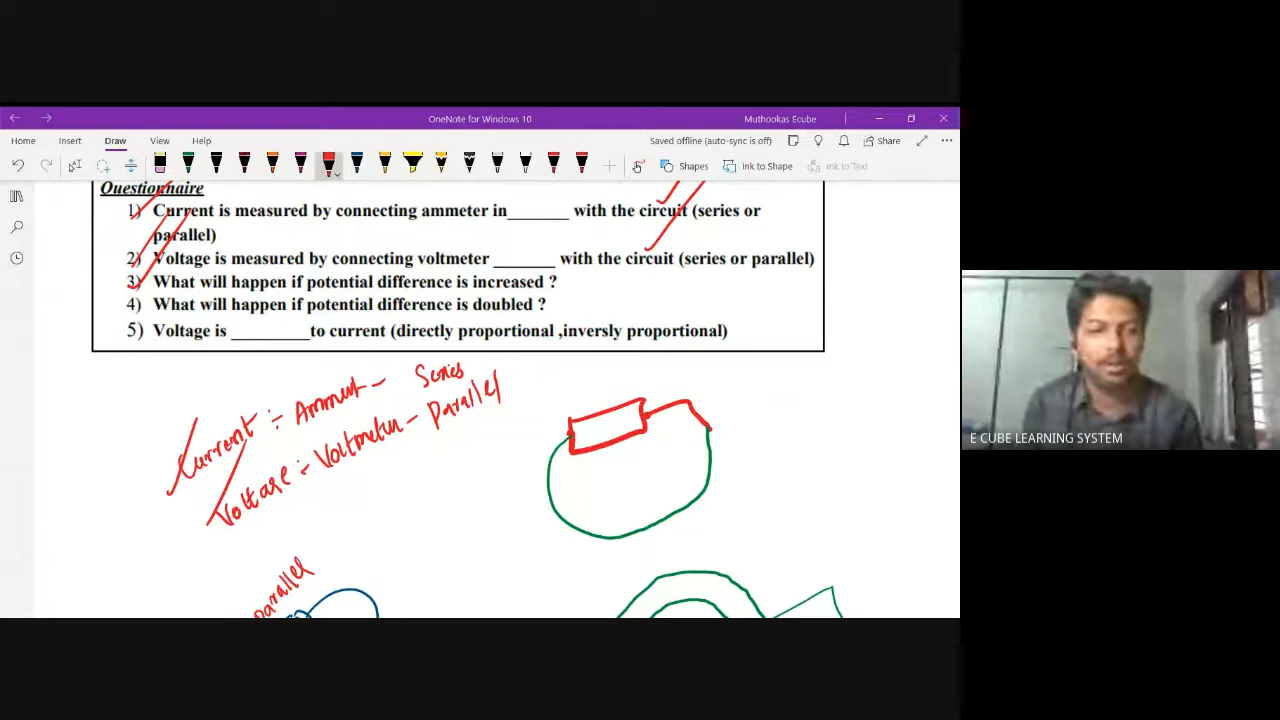 OneNote for Windows 10
Muthookas Ecube
Home Insert Draw View Help
Saved offline (auto-sync is off)
Share
Shapes
Ink to Shape
Ink to Text
Questionnaire
1) Current is measured by connecting ammeter in_______ with the circuit (series or
parallel)
2) Voltage is measured by connecting voltmeter _______ with the circuit (series or parallel)
3) What will happen if potential difference is increased ?
4) What will happen if potential difference is doubled ?
5) Voltage is _________to current (directly proportional ,inversly proportional)
Current :- – Series
Voltage :- Voltmeter – Parallel
parallel
E CUBE LEARNING SYSTEM